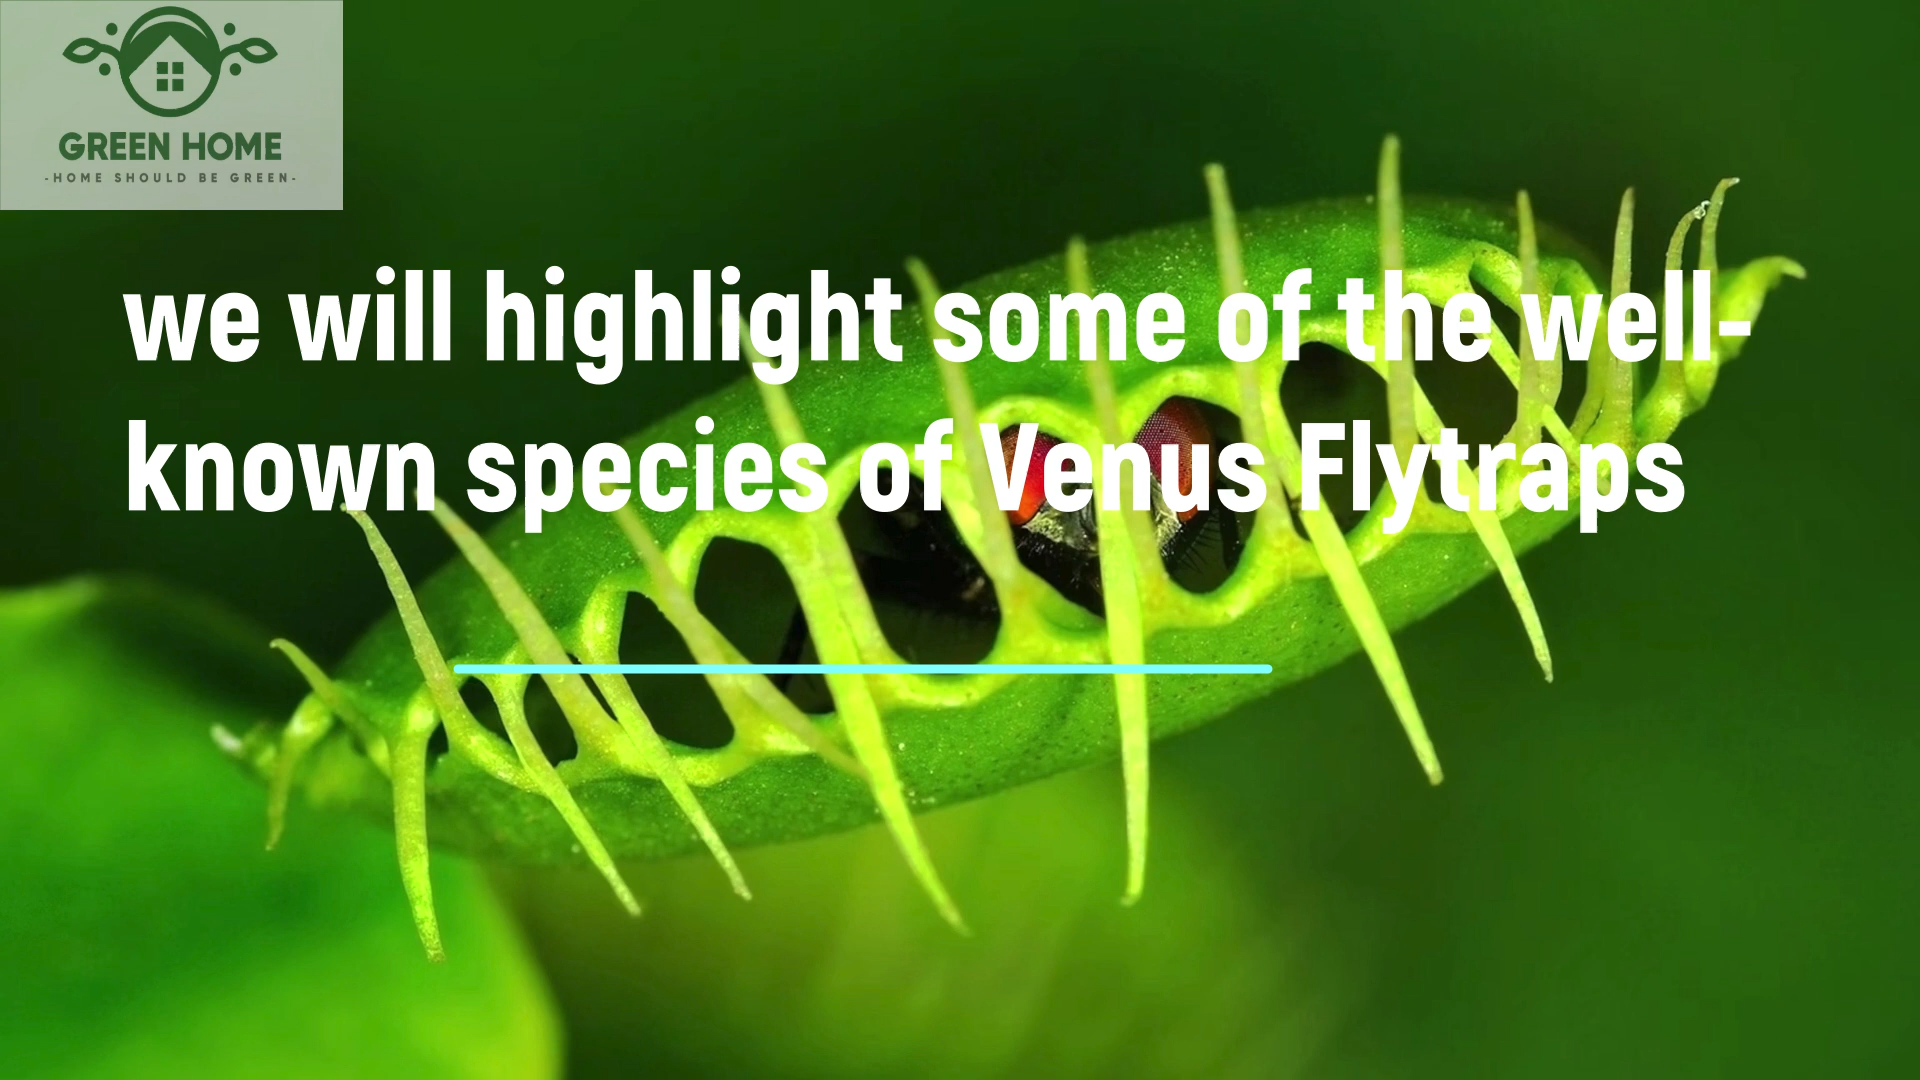 GREEN HOME
-HOME SHOULD BE GREEN-
we will highlight some of the well-
known species of Venus Flytraps